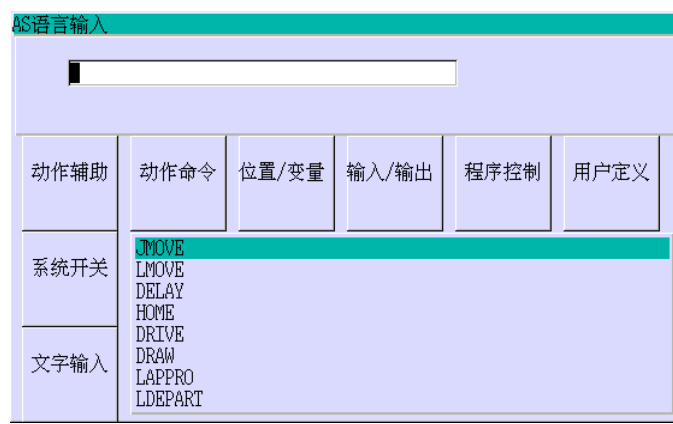 AS语言输入
动作辅助 动作命令 位置/变量 输入/输出 程序控制 用户定义
系统开关
文字输入
JMOVE
LMOVE
DELAY
HOME
DRIVE
DRAW
LAPPRO
LDEPART